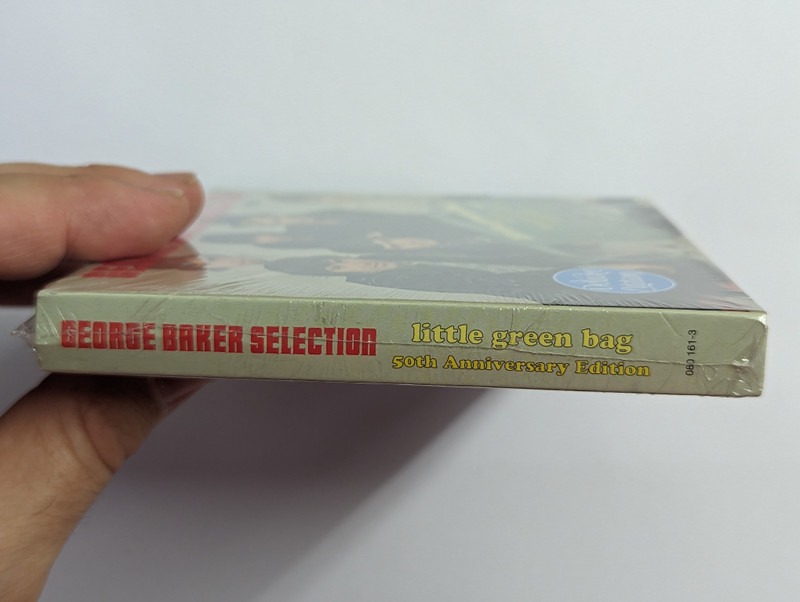 GEORGE BAKER SELECTION
little green bag
50th Anniversary Edition
080 161-3